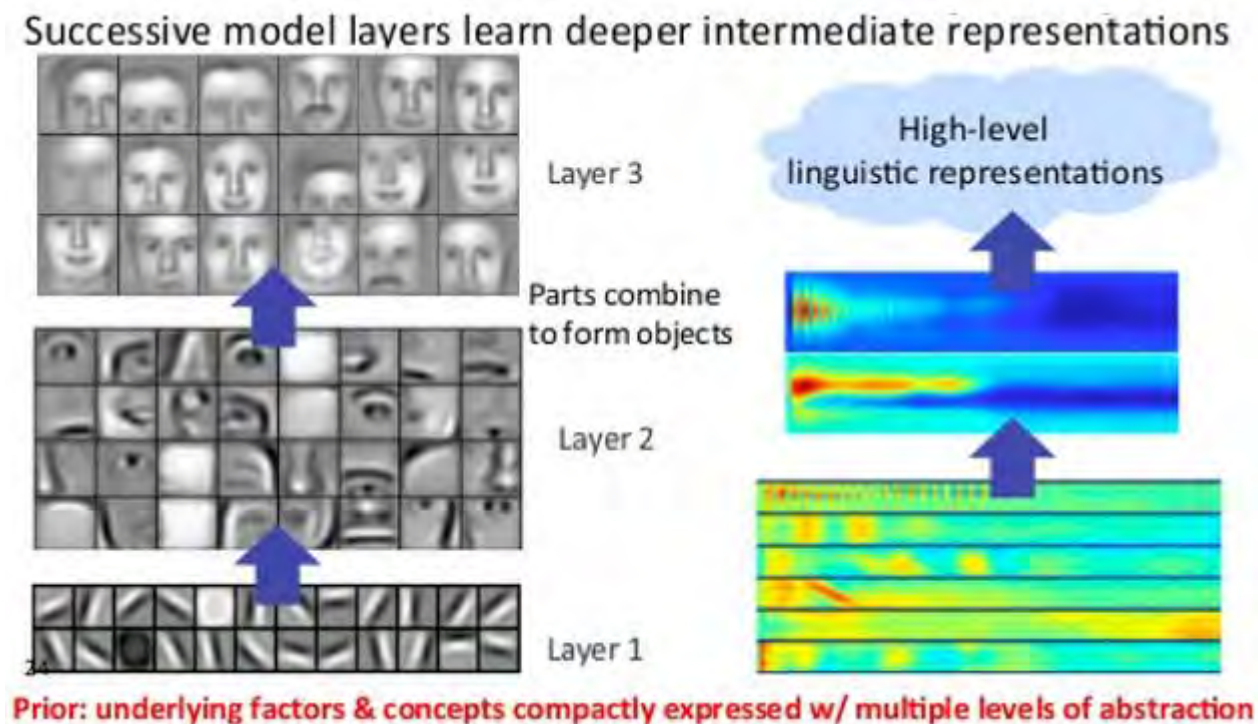 Successive model layers learn deeper intermediate representations
Layer 3
Parts combine
to form objects
Layer 2
Layer 1
High-level
linguistic representations
24
Prior: underlying factors & concepts compactly expressed w/ multiple levels of abstraction